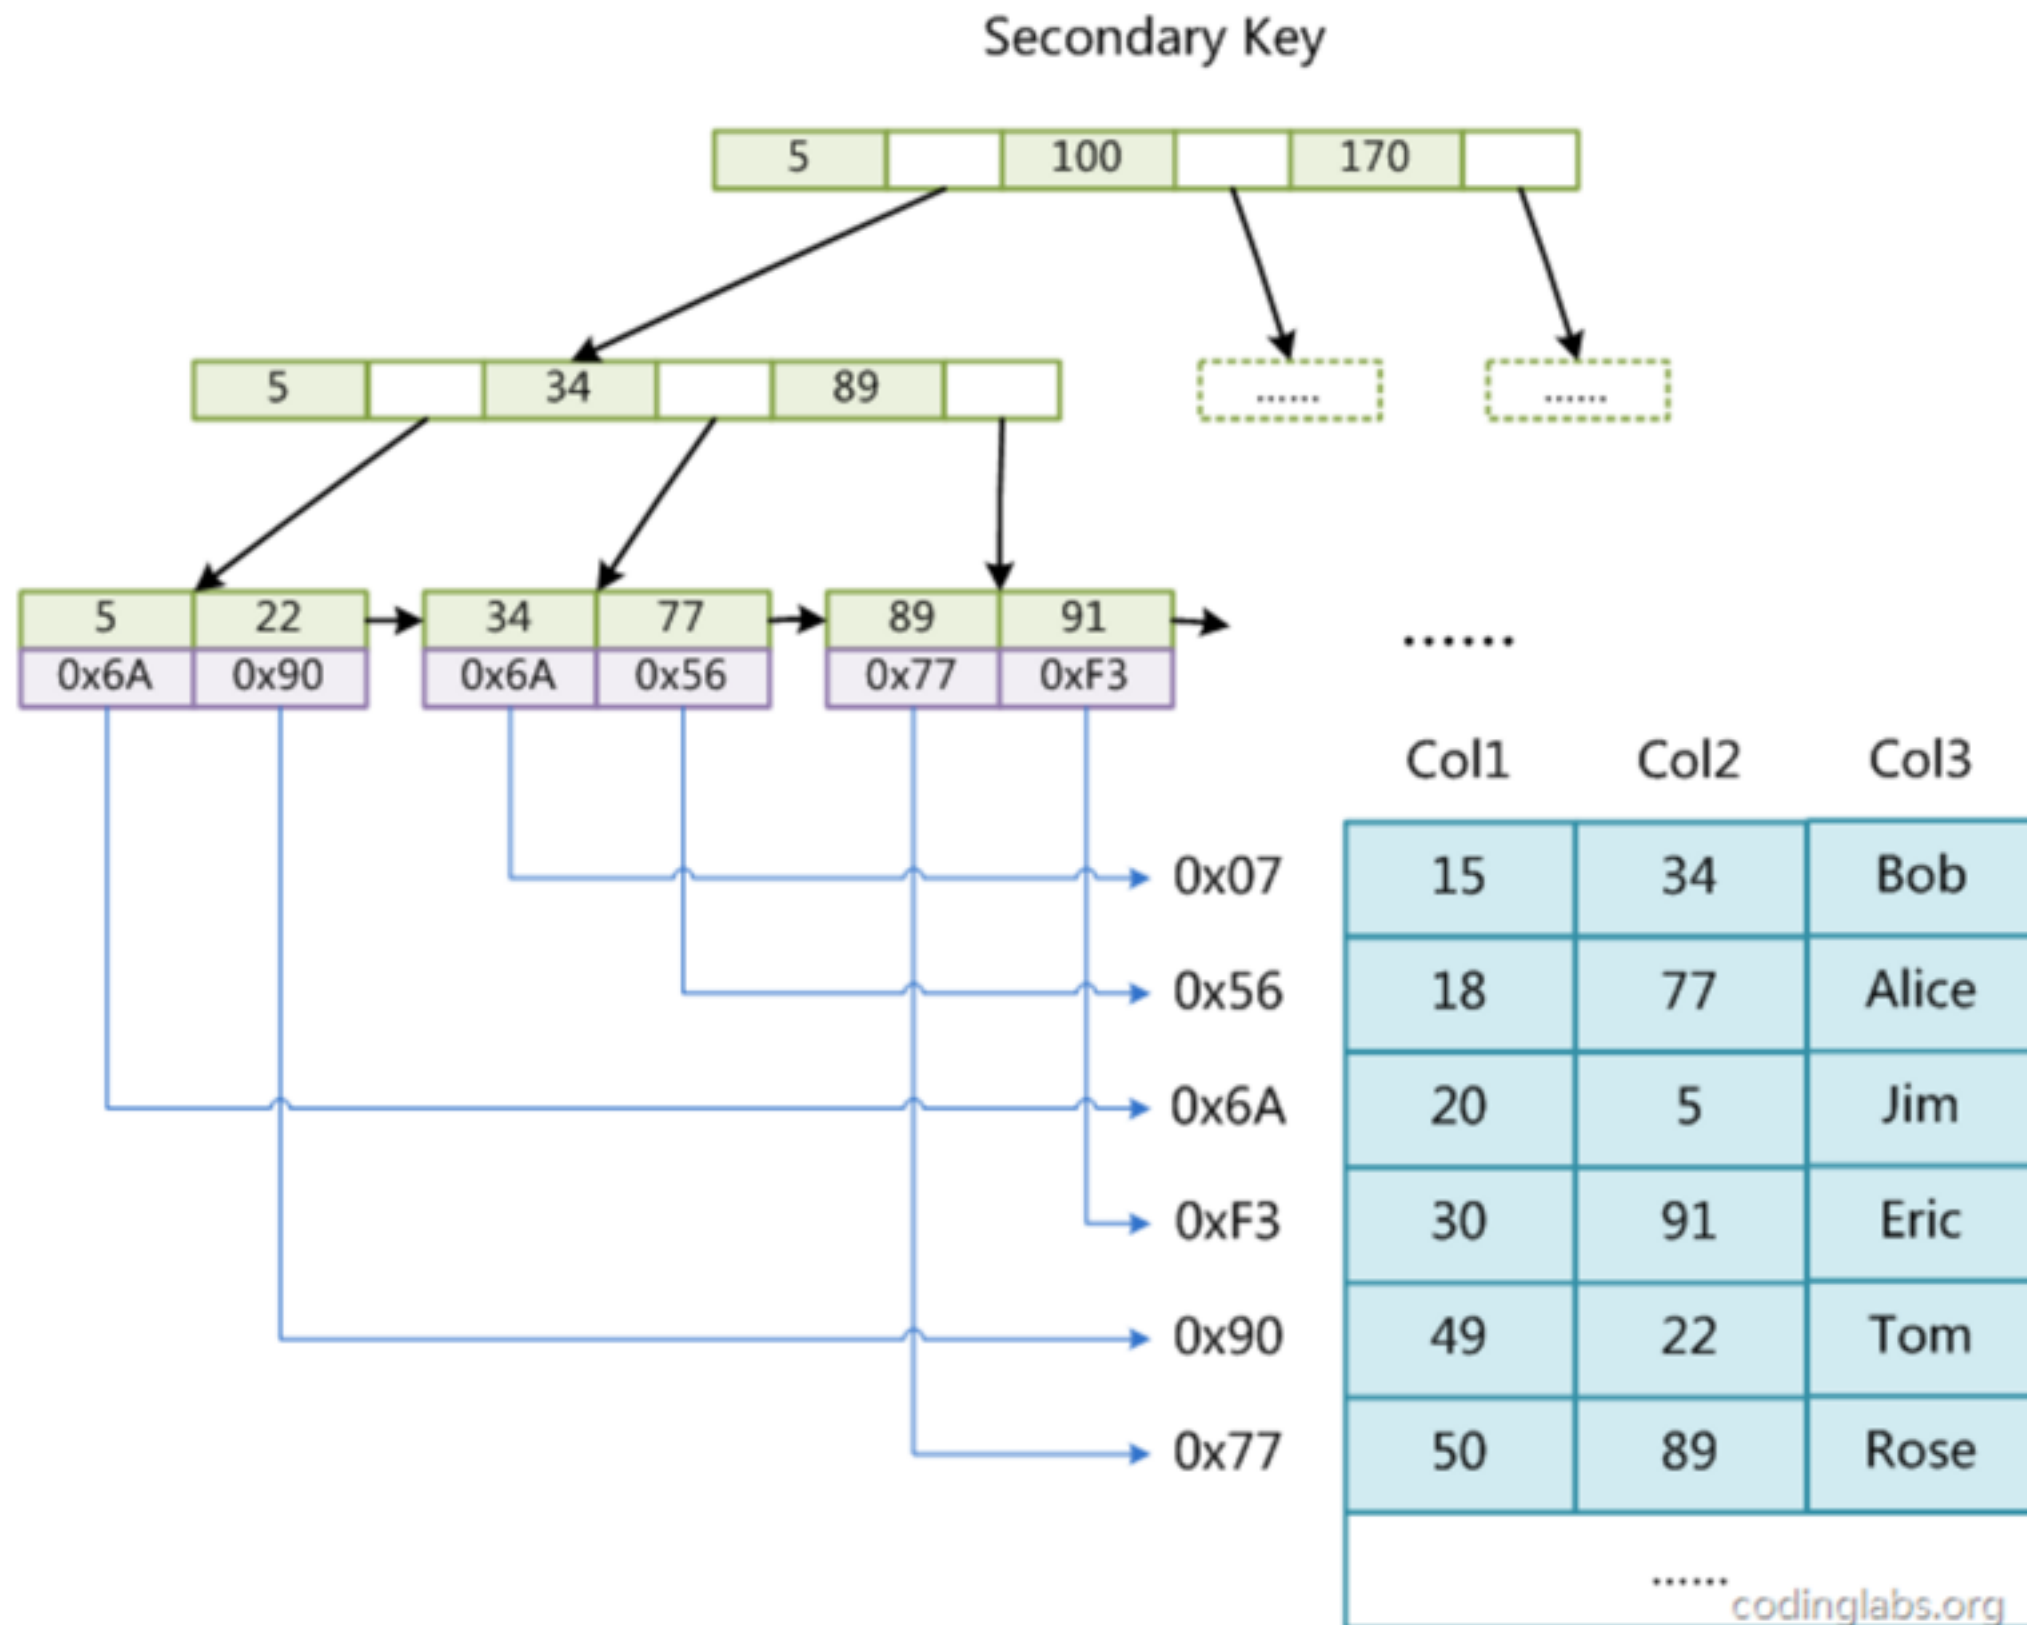 Secondary Key
5 100 170
5 34 89
...... ......
5 22 34 77 89 91
0x6A 0x90 0x6A 0x56 0x77 0xF3
......
Col1 Col2 Col3
0x07 15 34 Bob
0x56 18 77 Alice
0x6A 20 5 Jim
0xF3 30 91 Eric
0x90 49 22 Tom
0x77 50 89 Rose
......
codinglabs.org